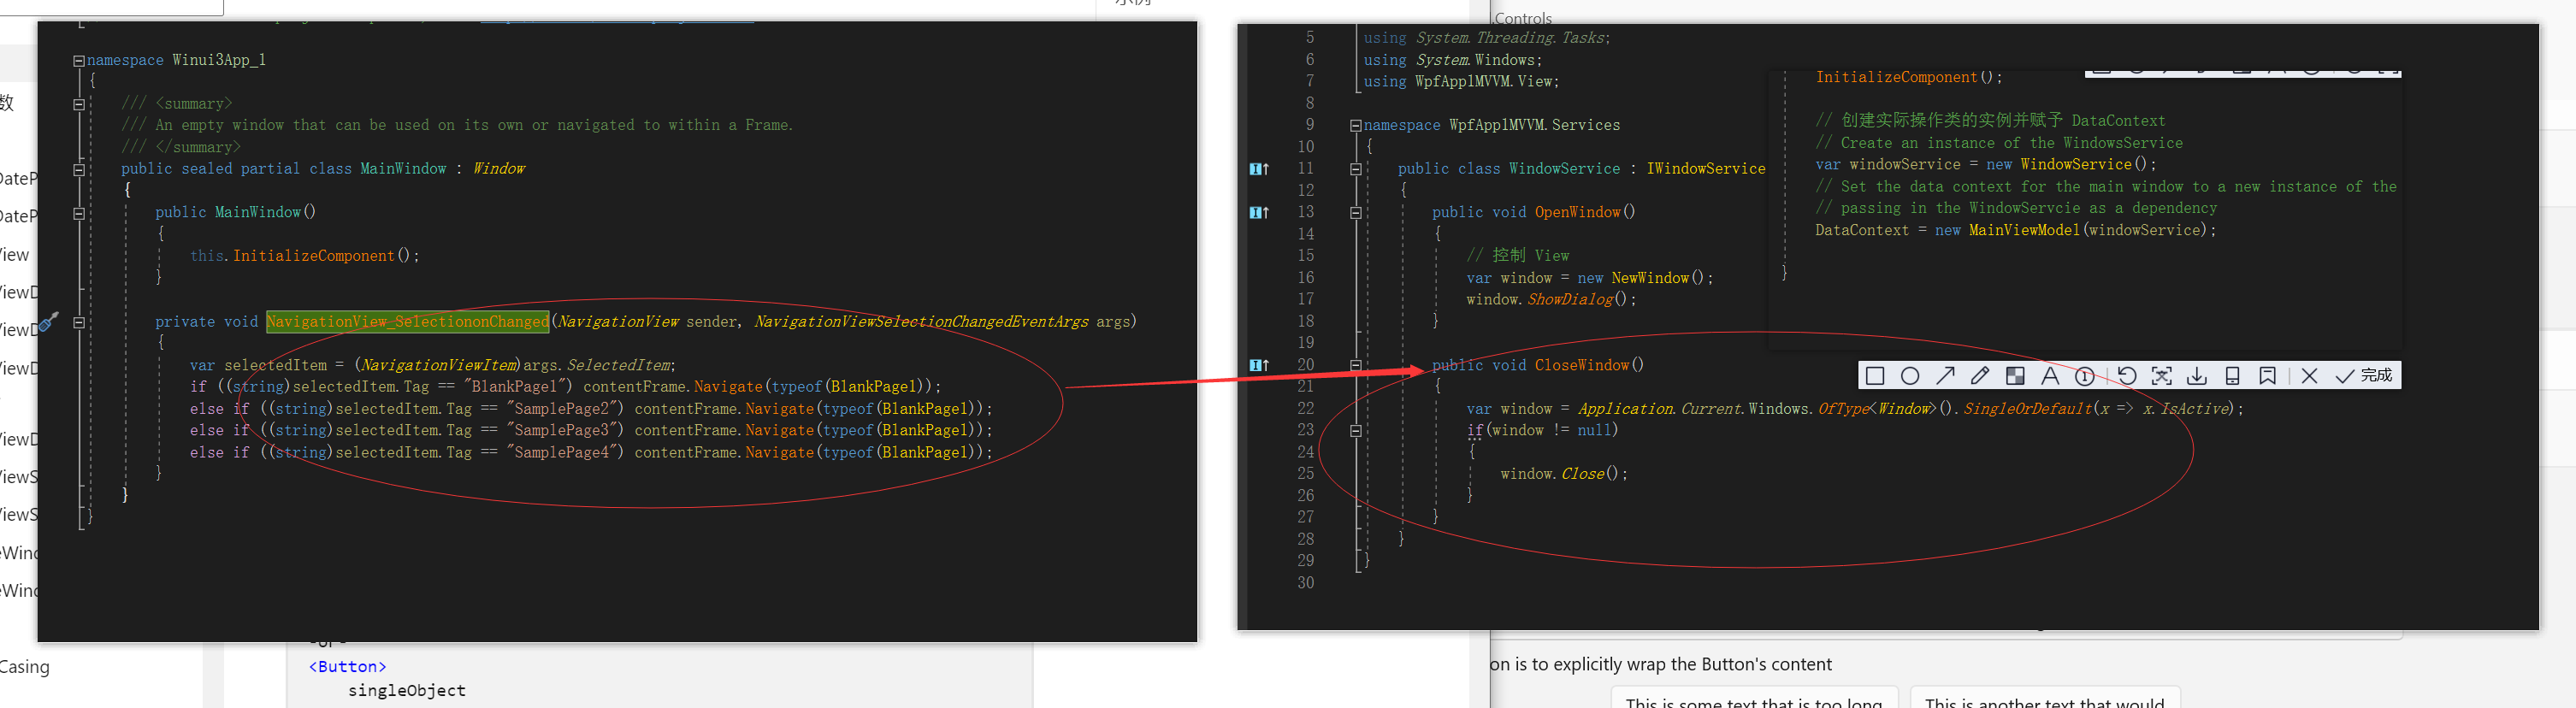 示例
.Controls
数
DateP
DateP
View
ViewD
ViewD
ViewD
ViewD
ViewS
ViewS
eWind
eWind
Casing
namespace Winui3App_1
{
/// <summary>
/// An empty window that can be used on its own or navigated to within a Frame.
/// </summary>
public sealed partial class MainWindow : Window
{
public MainWindow()
{
this.InitializeComponent();
}
private void NavigationView_SelectiononChanged(NavigationView sender, NavigationViewSelectionChangedEventArgs args)
{
var selectedItem = (NavigationViewItem)args.SelectedItem;
if ((string)selectedItem.Tag == "BlankPage1") contentFrame.Navigate(typeof(BlankPage1));
else if ((string)selectedItem.Tag == "SamplePage2") contentFrame.Navigate(typeof(BlankPage1));
else if ((string)selectedItem.Tag == "SamplePage3") contentFrame.Navigate(typeof(BlankPage1));
else if ((string)selectedItem.Tag == "SamplePage4") contentFrame.Navigate(typeof(BlankPage1));
}
}
}
5 using System.Threading.Tasks;
6 using System.Windows;
7 using WpfApplMVVM.View;
8
9 namespace WpfApplMVVM.Services
10 {
11 public class WindowService : IWindowService
12 {
13 public void OpenWindow()
14 {
15 // 控制 View
16 var window = new NewWindow();
17 window.ShowDialog();
18 }
19
20 public void CloseWindow()
21 {
22 var window = Application.Current.Windows.OfType<Window>().SingleOrDefault(x => x.IsActive);
23 if(window != null)
24 {
25 window.Close();
26 }
27 }
28 }
29 }
30
InitializeComponent();
// 创建实际操作类的实例并赋予 DataContext
// Create an instance of the WindowsService
var windowService = new WindowService();
// Set the data context for the main window to a new instance of the
// passing in the WindowServcie as a dependency
DataContext = new MainViewModel(windowService);
}
完成
<Button>
singleObject
on is to explicitly wrap the Button's content
This is some text that is too long
This is another text that would